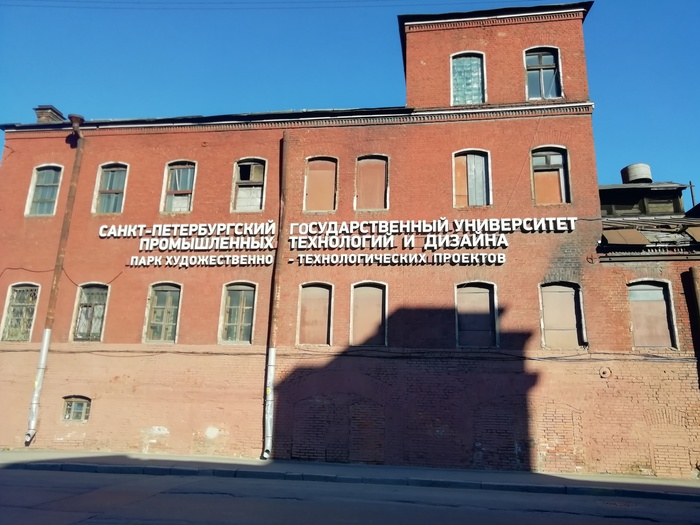 САНКТ-ПЕТЕРБУРГСКИЙ ГОСУДАРСТВЕННЫЙ УНИВЕРСИТЕТ
ПРОМЫШЛЕННЫХ ТЕХНОЛОГИЙ И ДИЗАЙНА
ПАРК ХУДОЖЕСТВЕННО - ТЕХНОЛОГИЧЕСКИХ ПРОЕКТОВ